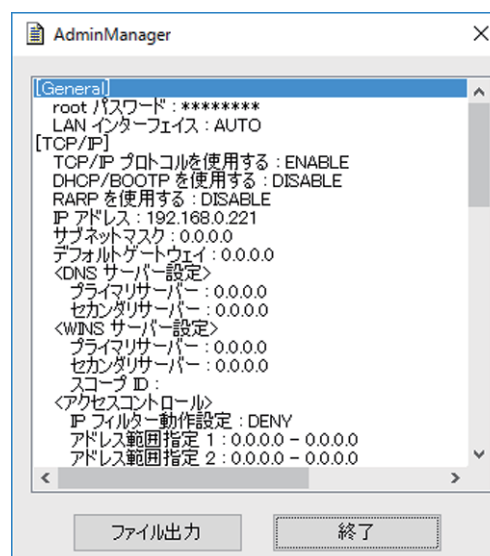 AdminManager
[General]
root パスワード : ********
LAN インターフェイス : AUTO
[TCP/IP]
TCP/IP プロトコルを使用する : ENABLE
DHCP/BOOTP を使用する : DISABLE
RARP を使用する : DISABLE
IP アドレス : 192.168.0.221
サブネットマスク : 0.0.0.0
デフォルトゲートウェイ : 0.0.0.0
<DNS サーバー設定>
プライマリサーバー : 0.0.0.0
セカンダリサーバー : 0.0.0.0
<WINS サーバー設定>
プライマリサーバー : 0.0.0.0
セカンダリサーバー : 0.0.0.0
スコープ ID :
<アクセスコントロール>
IP フィルター動作設定 : DENY
アドレス範囲指定 1 : 0.0.0.0 - 0.0.0.0
アドレス範囲指定 2 : 0.0.0.0 - 0.0.0.0
ファイル出力
終了